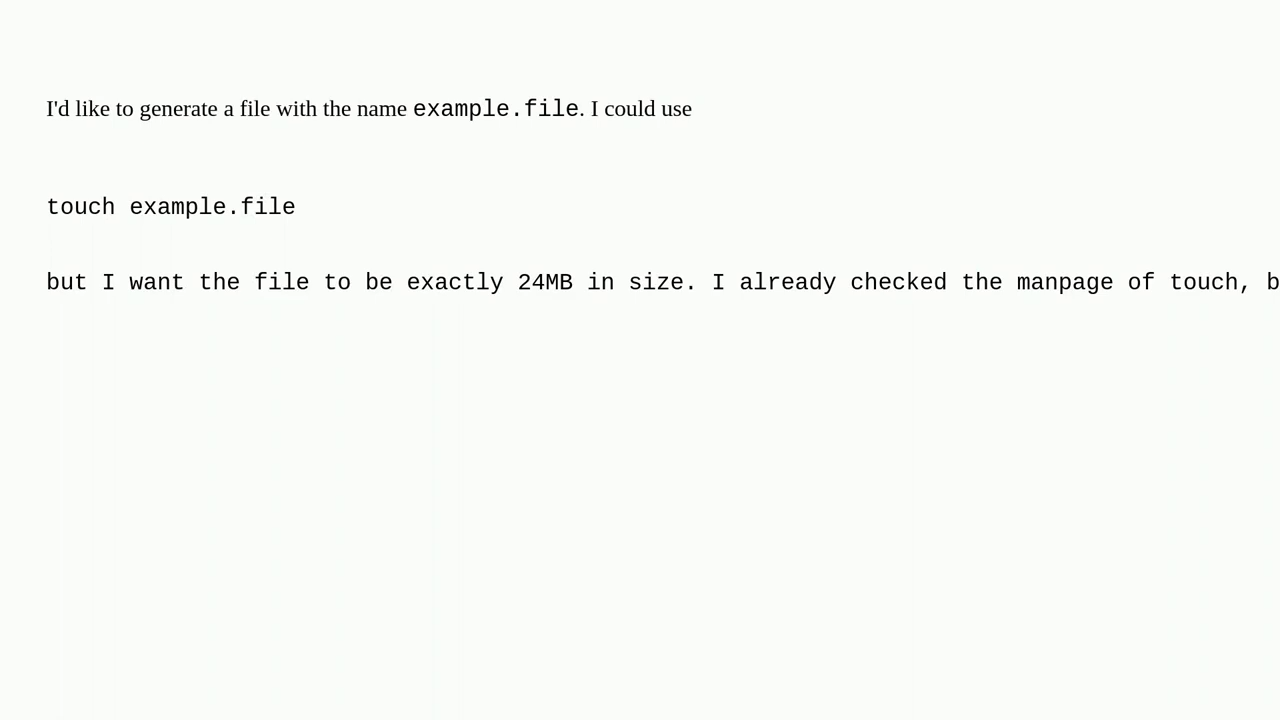 I'd like to generate a file with the name example.file. I could use
touch example.file
but I want the file to be exactly 24MB in size. I already checked the manpage of touch,